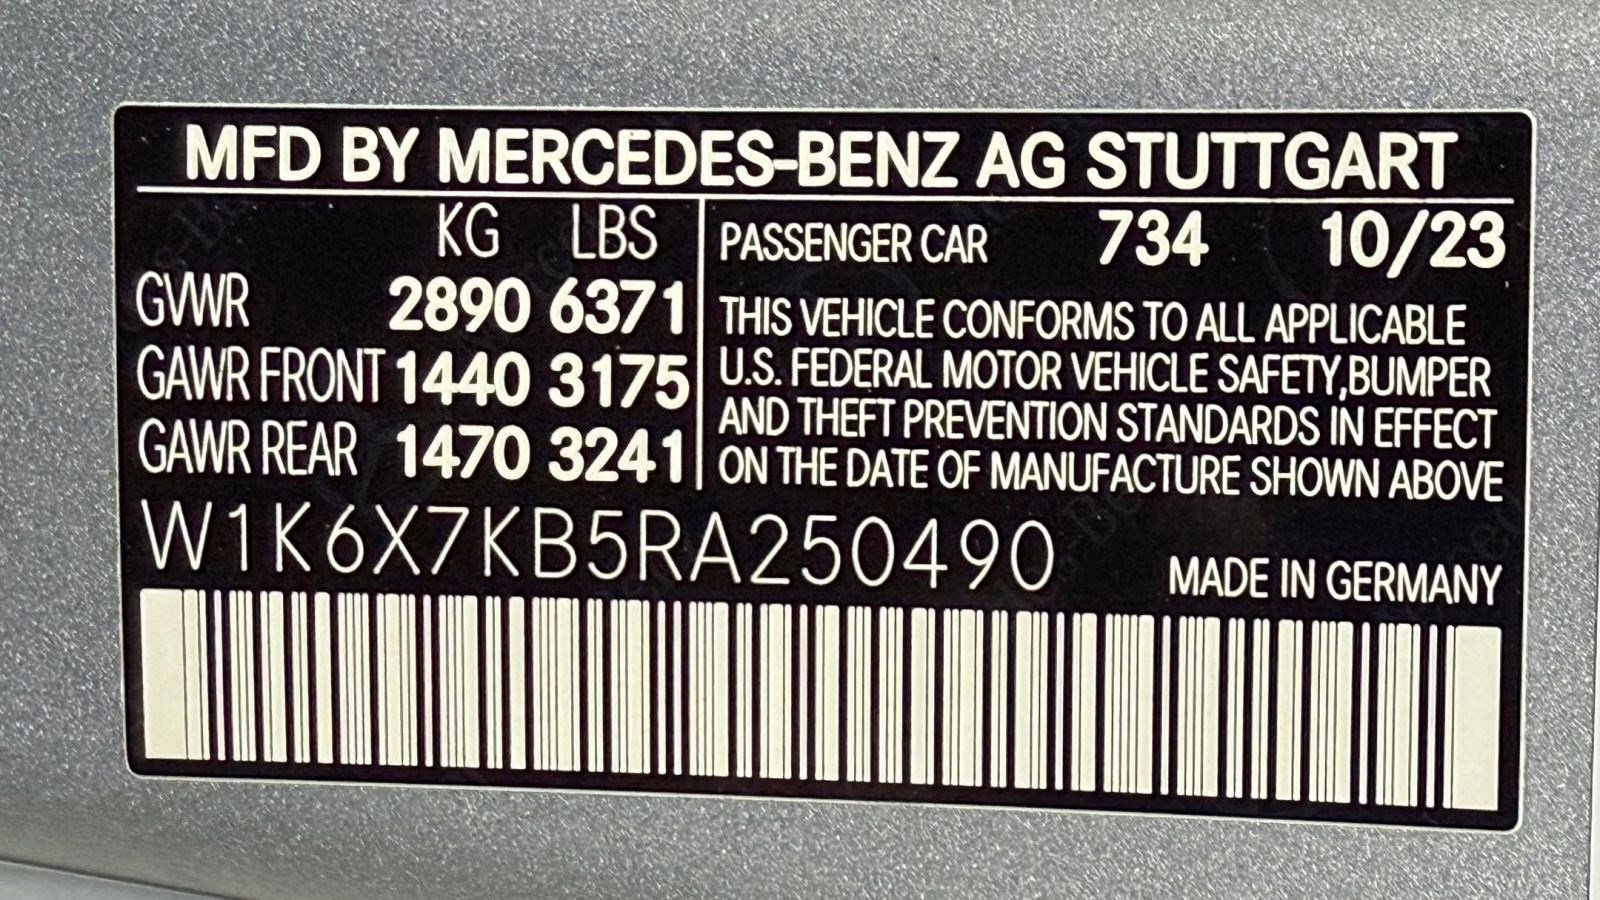 MFD BY MERCEDES-BENZ AG STUTTGART
KG LBS
GVWR 2890 6371
GAWR FRONT 1440 3175
GAWR REAR 1470 3241
PASSENGER CAR 734 10/23
THIS VEHICLE CONFORMS TO ALL APPLICABLE
U.S. FEDERAL MOTOR VEHICLE SAFETY,BUMPER
AND THEFT PREVENTION STANDARDS IN EFFECT
ON THE DATE OF MANUFACTURE SHOWN ABOVE
W1K6X7KB5RA250490
MADE IN GERMANY